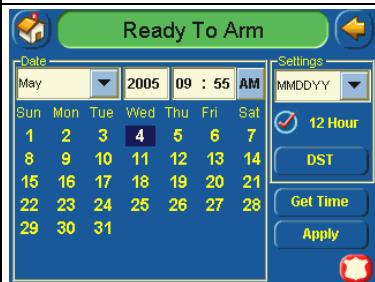 Ready To Arm
Date
Settings
May 2005 09 : 55 AM
MMDDYY
Sun Mon Tue Wed Thu Fri Sat
1 2 3 4 5 6 7
12 Hour
8 9 10 11 12 13 14
DST
15 16 17 18 19 20 21
22 23 24 25 26 27 28
Get Time
29 30 31
Apply